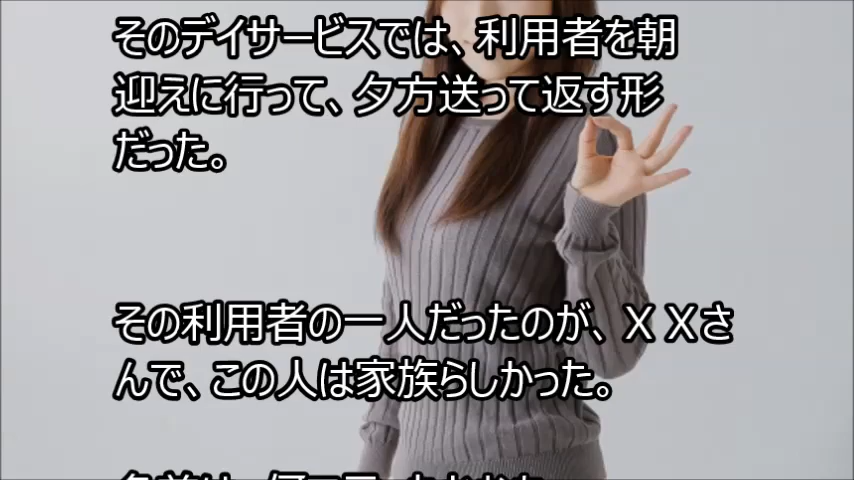 そのデイサービスでは、利用者を朝
迎えに行って、夕方送って返す形
だった。
その利用者の一人だったのが、ＸＸさ
んで、この人は家族らしかった。